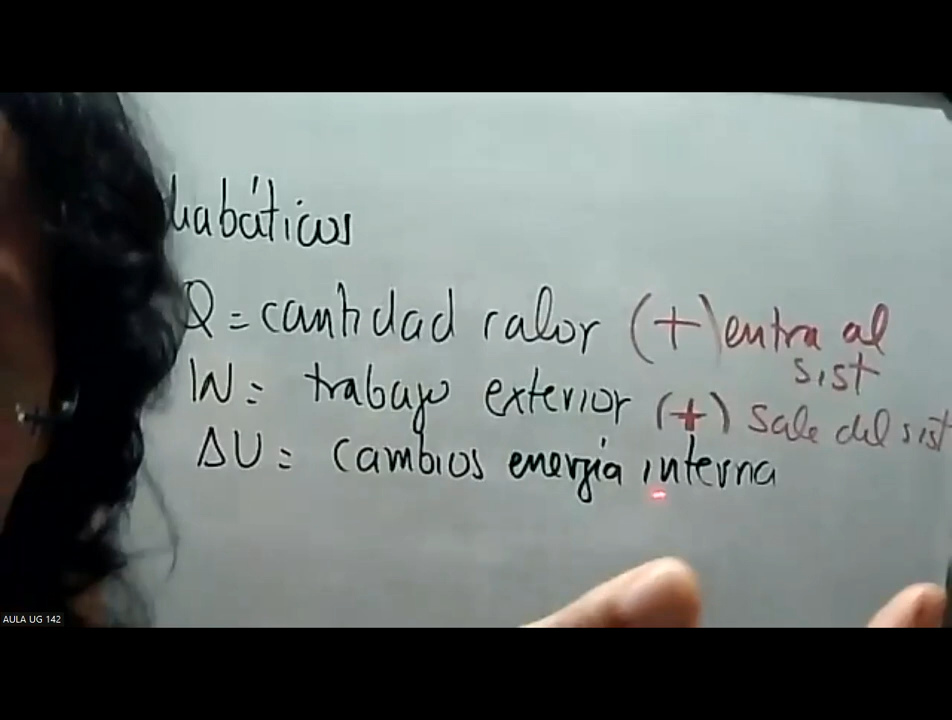 iabáticos
Q = cantidad calor (+) entra al
sist
W = trabajo exterior (+) sale del sist
ΔU = cambios energía interna
AULA UG 142